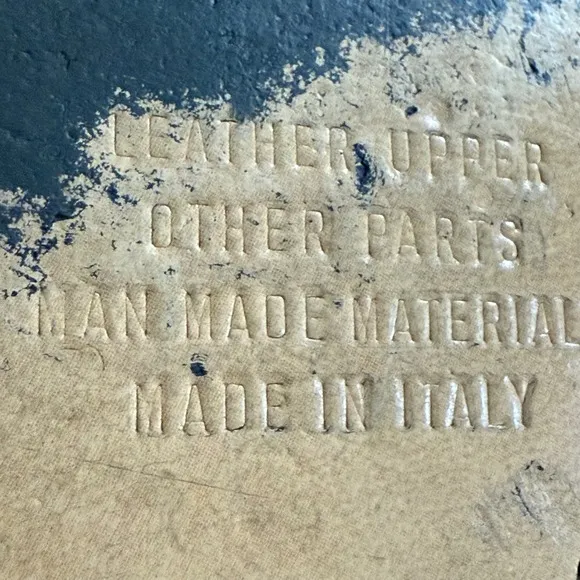 LEATHER UPPER
OTHER PARTS
MAN MADE MATERIAL
MADE IN ITALY